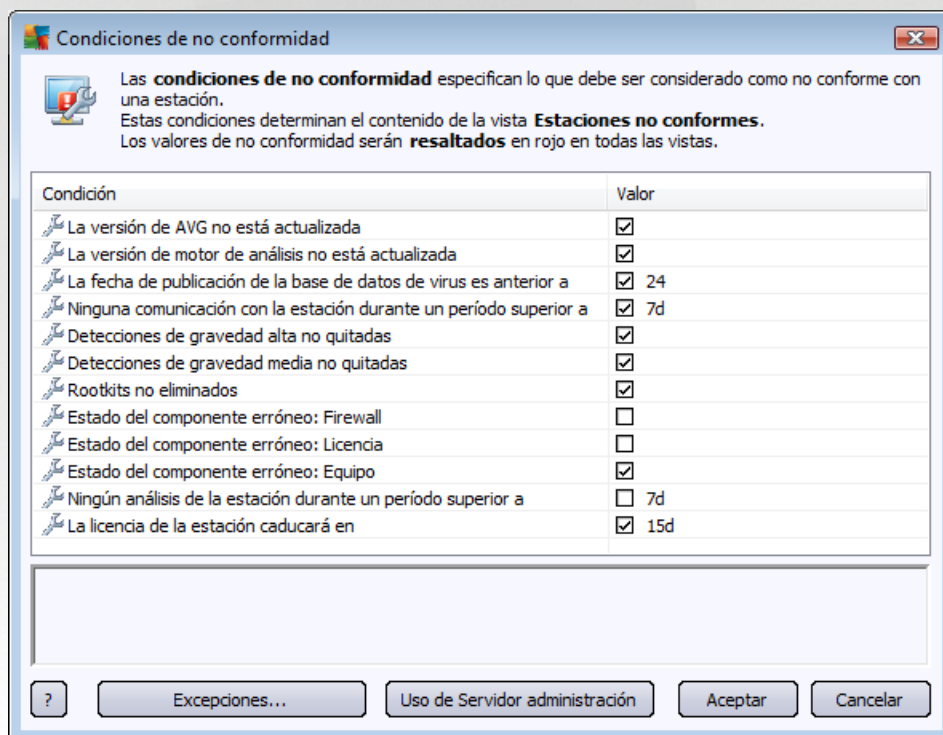 Condiciones de no conformidad
Las condiciones de no conformidad especifican lo que debe ser considerado como no conforme con
una estación.
Estas condiciones determinan el contenido de la vista Estaciones no conformes.
Los valores de no conformidad serán resaltados en rojo en todas las vistas.
Condición Valor
La versión de AVG no está actualizada
La versión de motor de análisis no está actualizada
La fecha de publicación de la base de datos de virus es anterior a 24
Ninguna comunicación con la estación durante un período superior a 7d
Detecciones de gravedad alta no quitadas
Detecciones de gravedad media no quitadas
Rootkits no eliminados
Estado del componente erróneo: Firewall
Estado del componente erróneo: Licencia
Estado del componente erróneo: Equipo
Ningún análisis de la estación durante un período superior a 7d
La licencia de la estación caducará en 15d
? Excepciones... Uso de Servidor administración Aceptar Cancelar